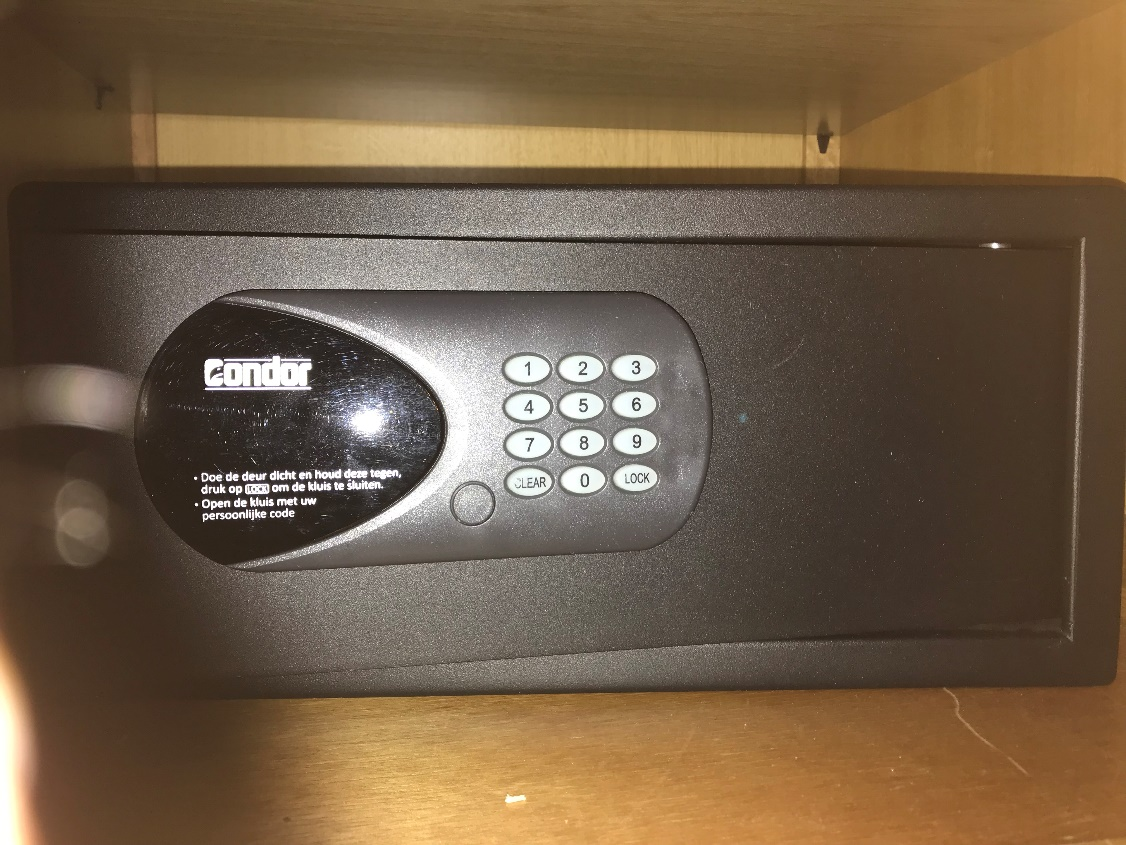 Condor
• Doe de deur dicht en houd deze tegen,
druk op LOCK om de kluis te sluiten.
• Open de kluis met uw
persoonlijke code
1 2 3
4 5 6
7 8 9
CLEAR 0 LOCK